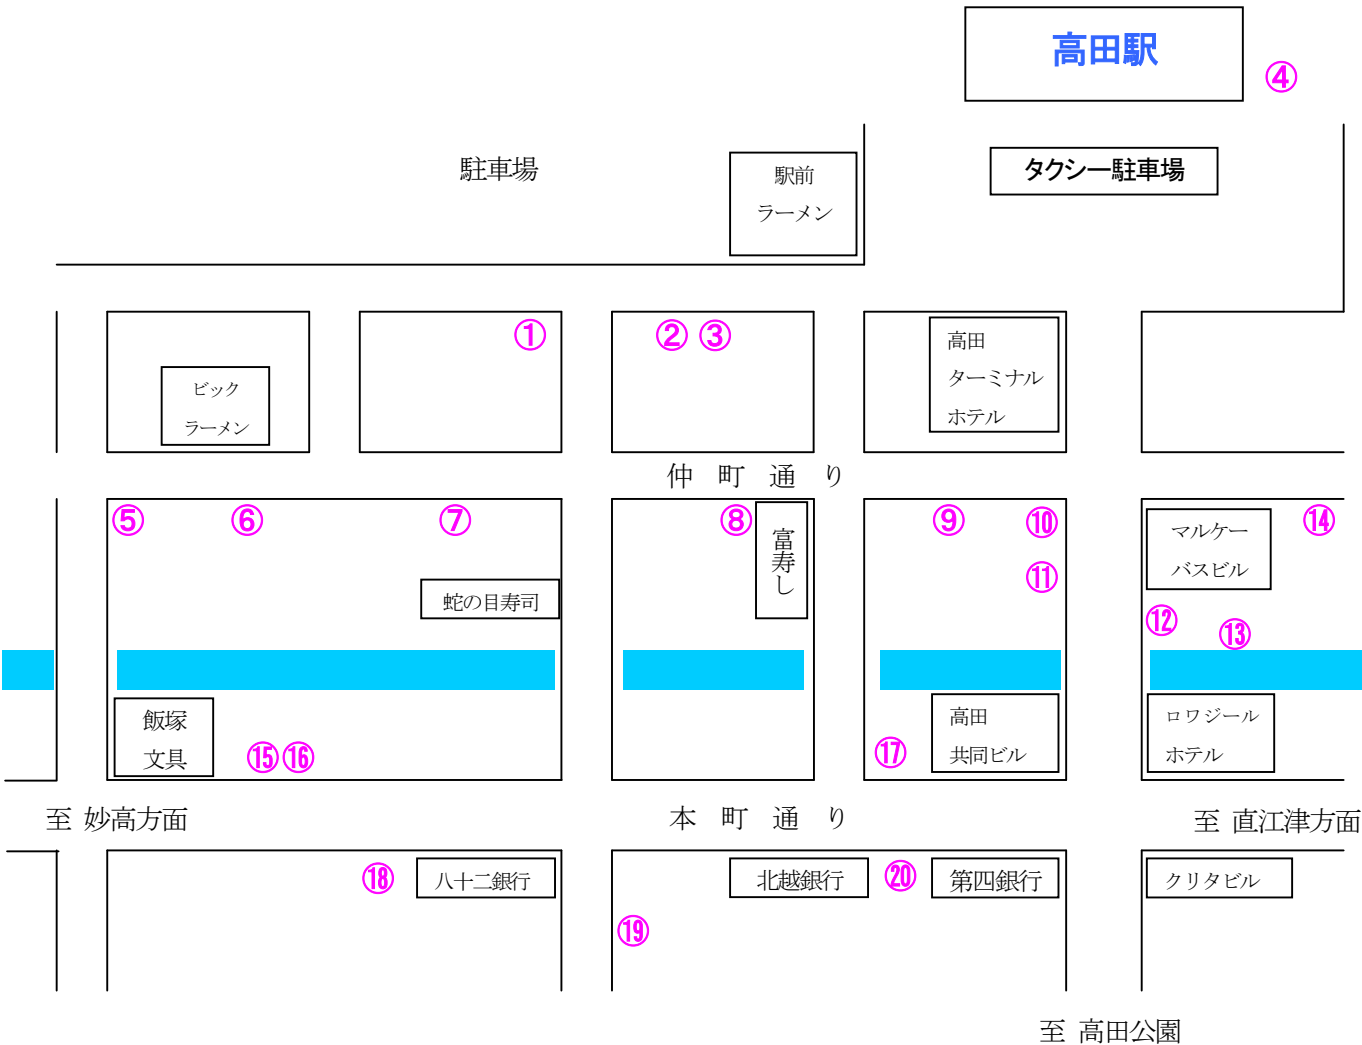 高田駅
④
駐車場
駅前
ラーメン
タクシー駐車場
①
②
③
高田
ターミナル
ホテル
ビック
ラーメン
仲町通り
⑤
⑥
⑦
⑧
富寿し
⑨
⑩
⑪
マルケー
バスビル
⑭
蛇の目寿司
⑫
⑬
飯塚
文具
⑮
⑯
⑰
高田
共同ビル
ロワジール
ホテル
至 妙高方面
本町通り
至 直江津方面
⑱
八十二銀行
北越銀行
⑳
第四銀行
クリタビル
⑲
至 高田公園